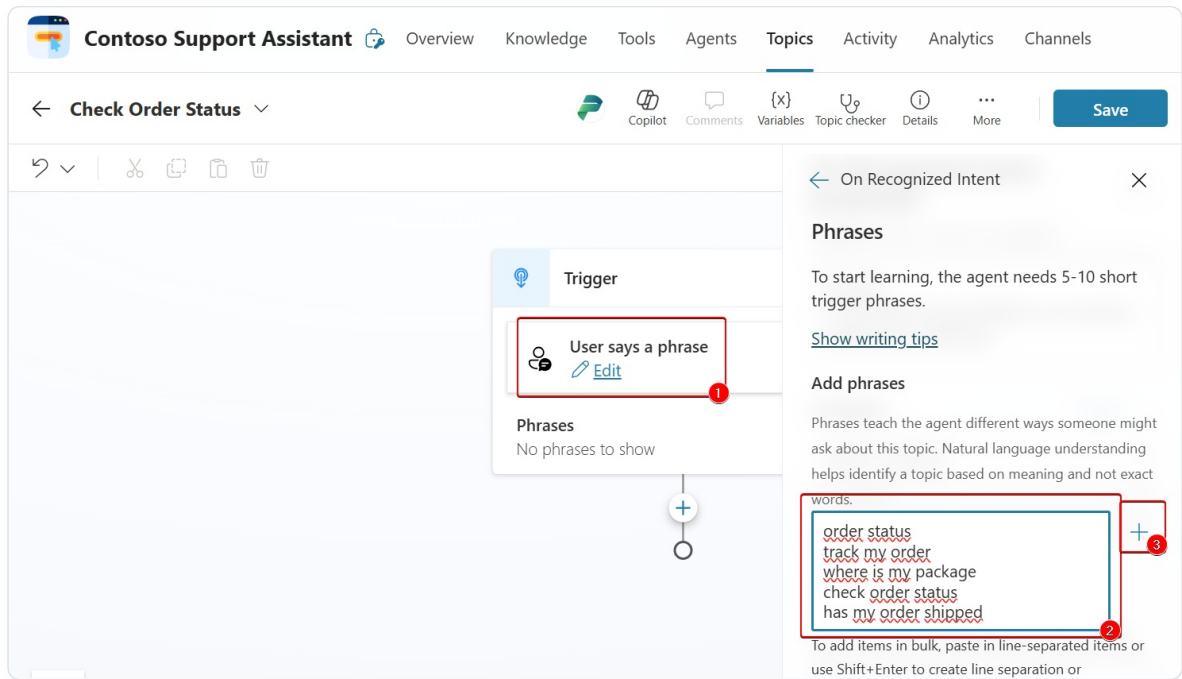 Contoso Support Assistant
Overview
Knowledge
Tools
Agents
Topics
Activity
Analytics
Channels
Check Order Status
Copilot
Comments
{x}
Variables
Topic checker
Details
More
Save
On Recognized Intent
Phrases
To start learning, the agent needs 5-10 short
trigger phrases.
Show writing tips
Add phrases
Phrases teach the agent different ways someone might
ask about this topic. Natural language understanding
helps identify a topic based on meaning and not exact
words.
order status
track my order
where is my package
check order status
has my order shipped
2
3
To add items in bulk, paste in line-separated items or
use Shift+Enter to create line separation or
Trigger
User says a phrase
Edit
1
Phrases
No phrases to show